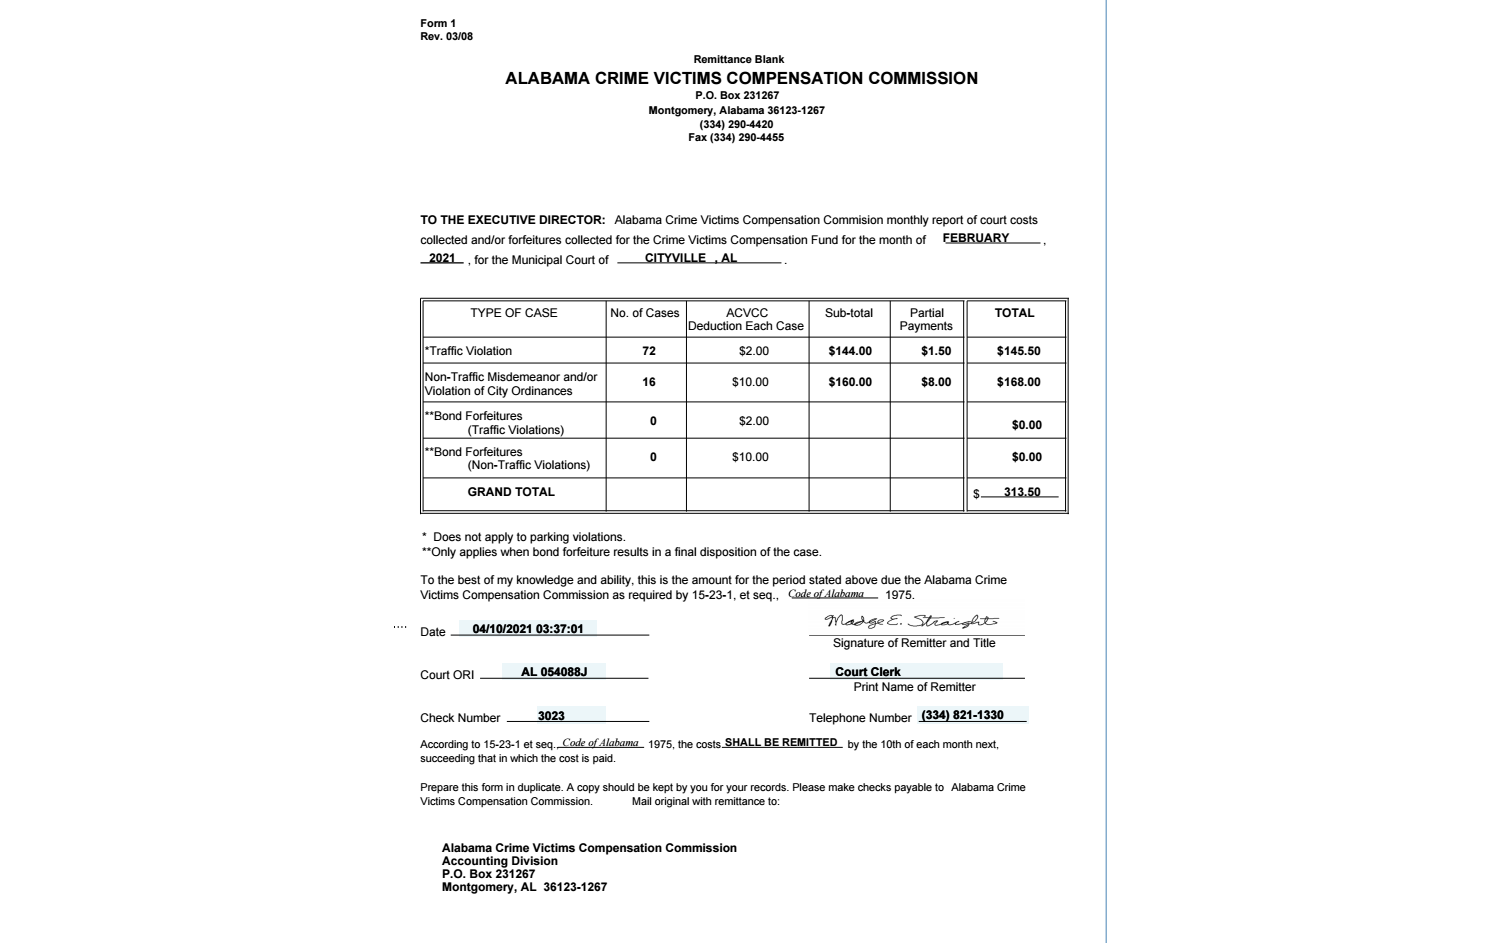 Form 1
Rev. 03/08
Remittance Blank
ALABAMA CRIME VICTIMS COMPENSATION COMMISSION
P.O. Box 231267
Montgomery, Alabama 36123-1267
(334) 290-4420
Fax (334) 290-4455
TO THE EXECUTIVE DIRECTOR: Alabama Crime Victims Compensation Commision monthly report of court costs
collected and/or forfeitures collected for the Crime Victims Compensation Fund for the month of FEBRUARY ,
2021 , for the Municipal Court of CITYVILLE , AL .
TYPE OF CASE No. of Cases ACVCC Sub-total Partial TOTAL
Deduction Each Case Payments
*Traffic Violation 72 $2.00 $144.00 $1.50 $145.50
Non-Traffic Misdemeanor and/or
Violation of City Ordinances 16 $10.00 $160.00 $8.00 $168.00
**Bond Forfeitures
(Traffic Violations) 0 $2.00 $0.00
**Bond Forfeitures
(Non-Traffic Violations) 0 $10.00 $0.00
GRAND TOTAL $ 313.50
* Does not apply to parking violations.
**Only applies when bond forfeiture results in a final disposition of the case.
To the best of my knowledge and ability, this is the amount for the period stated above due the Alabama Crime
Victims Compensation Commission as required by 15-23-1, et seq., Code of Alabama 1975.
Madge E. Straight
.... Date 04/10/2021 03:37:01
Signature of Remitter and Title
Court ORI AL 054088J Court Clerk
Print Name of Remitter
Check Number 3023 Telephone Number (334) 821-1330
According to 15-23-1 et seq., Code of Alabama 1975, the costs SHALL BE REMITTED by the 10th of each month next,
succeeding that in which the cost is paid.
Prepare this form in duplicate. A copy should be kept by you for your records. Please make checks payable to Alabama Crime
Victims Compensation Commission. Mail original with remittance to:
Alabama Crime Victims Compensation Commission
Accounting Division
P.O. Box 231267
Montgomery, AL 36123-1267